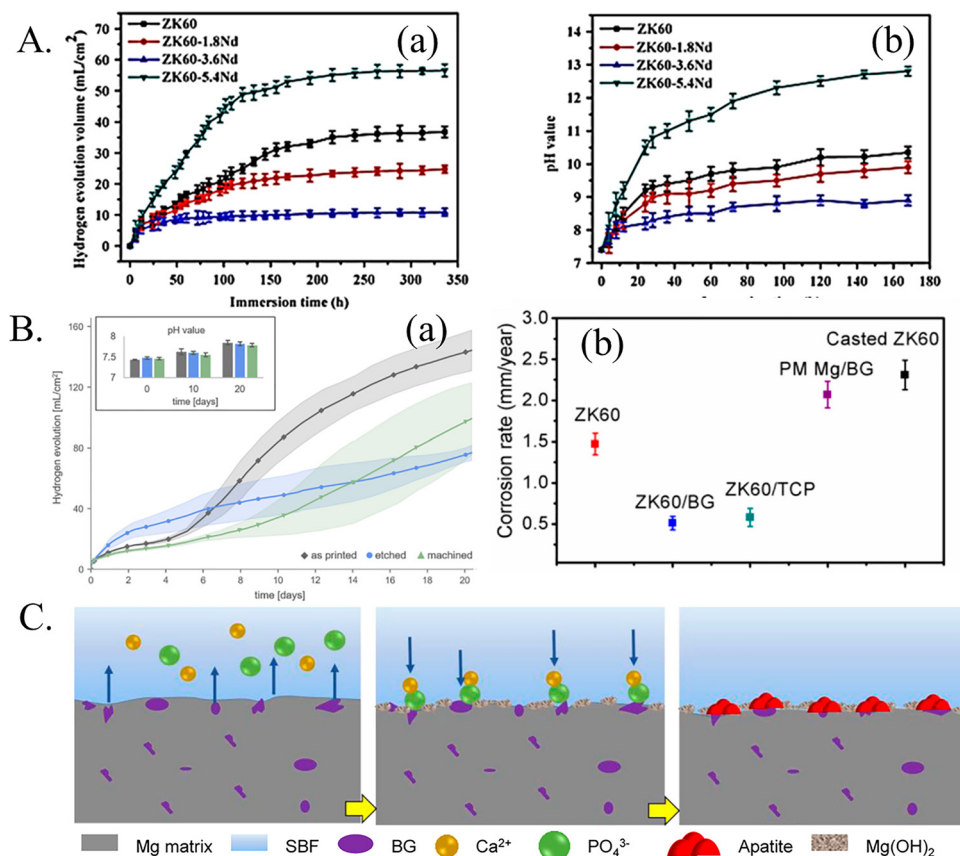 A.
ZK60
ZK60-1.8Nd
ZK60-3.6Nd
ZK60-5.4Nd
(a)
Hydrogen evolution volume (mL/cm²)
70
60
50
40
30
20
10
0
0 50 100 150 200 250 300 350
Immersion time (h)
ZK60
ZK60-1.8Nd
ZK60-3.6Nd
ZK60-5.4Nd
(b)
pH value
14
13
12
11
10
9
8
7
0 20 40 60 80 100 120 140 160 180
B.
(a)
pH value
8
7.5
7
0 10 20
time [days]
Hydrogen evolution [mL/cm²]
160
120
80
40
0
as printed etched machined
0 2 4 6 8 10 12 14 16 18 20
time [days]
(b)
Corrosion rate (mm/year)
3.0
2.5
2.0
1.5
1.0
0.5
Casted ZK60
PM Mg/BG
ZK60
ZK60/BG
ZK60/TCP
C.
Mg matrix SBF BG Ca²⁺ PO₄³⁻ Apatite Mg(OH)₂